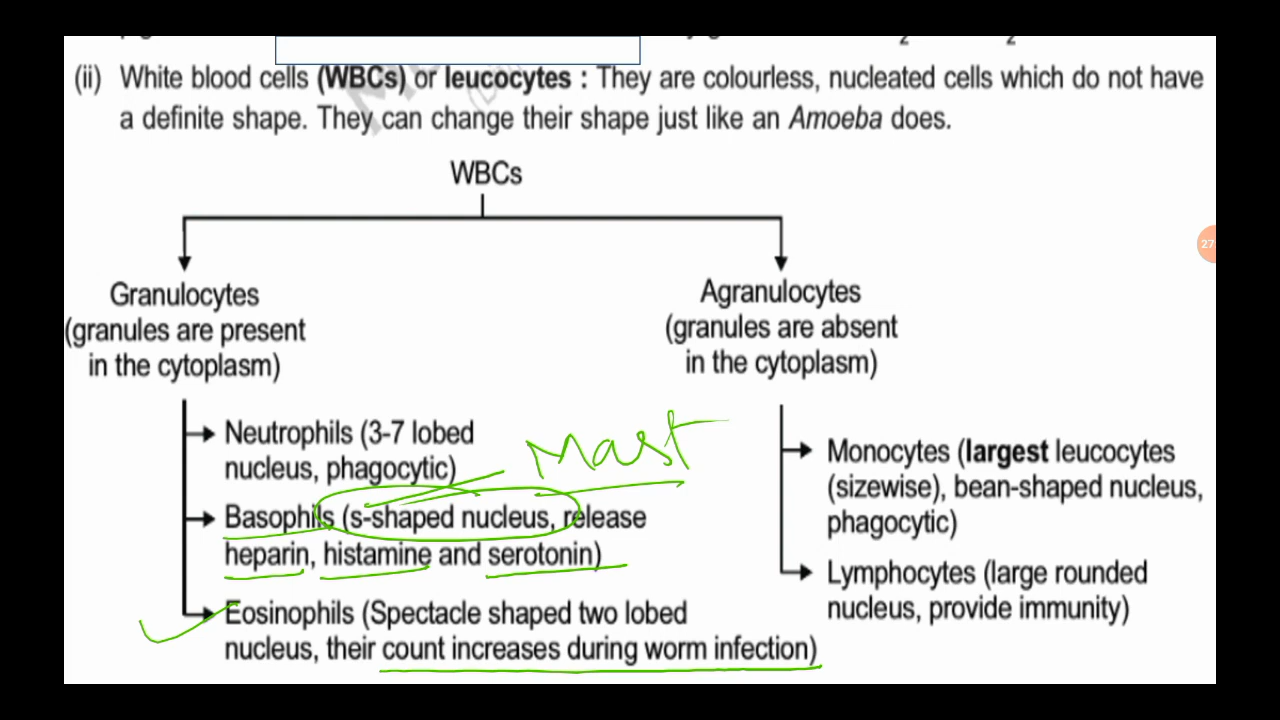 (ii) White blood cells (WBCs) or leucocytes : They are colourless, nucleated cells which do not have
a definite shape. They can change their shape just like an Amoeba does.
WBCs
Granulocytes
(granules are present
in the cytoplasm)
Neutrophils (3-7 lobed
nucleus, phagocytic)
Basophils (s-shaped nucleus, release
heparin, histamine and serotonin)
Eosinophils (Spectacle shaped two lobed
nucleus, their count increases during worm infection)
Mast
Agranulocytes
(granules are absent
in the cytoplasm)
Monocytes (largest leucocytes
(sizewise), bean-shaped nucleus,
phagocytic)
Lymphocytes (large rounded
nucleus, provide immunity)
27